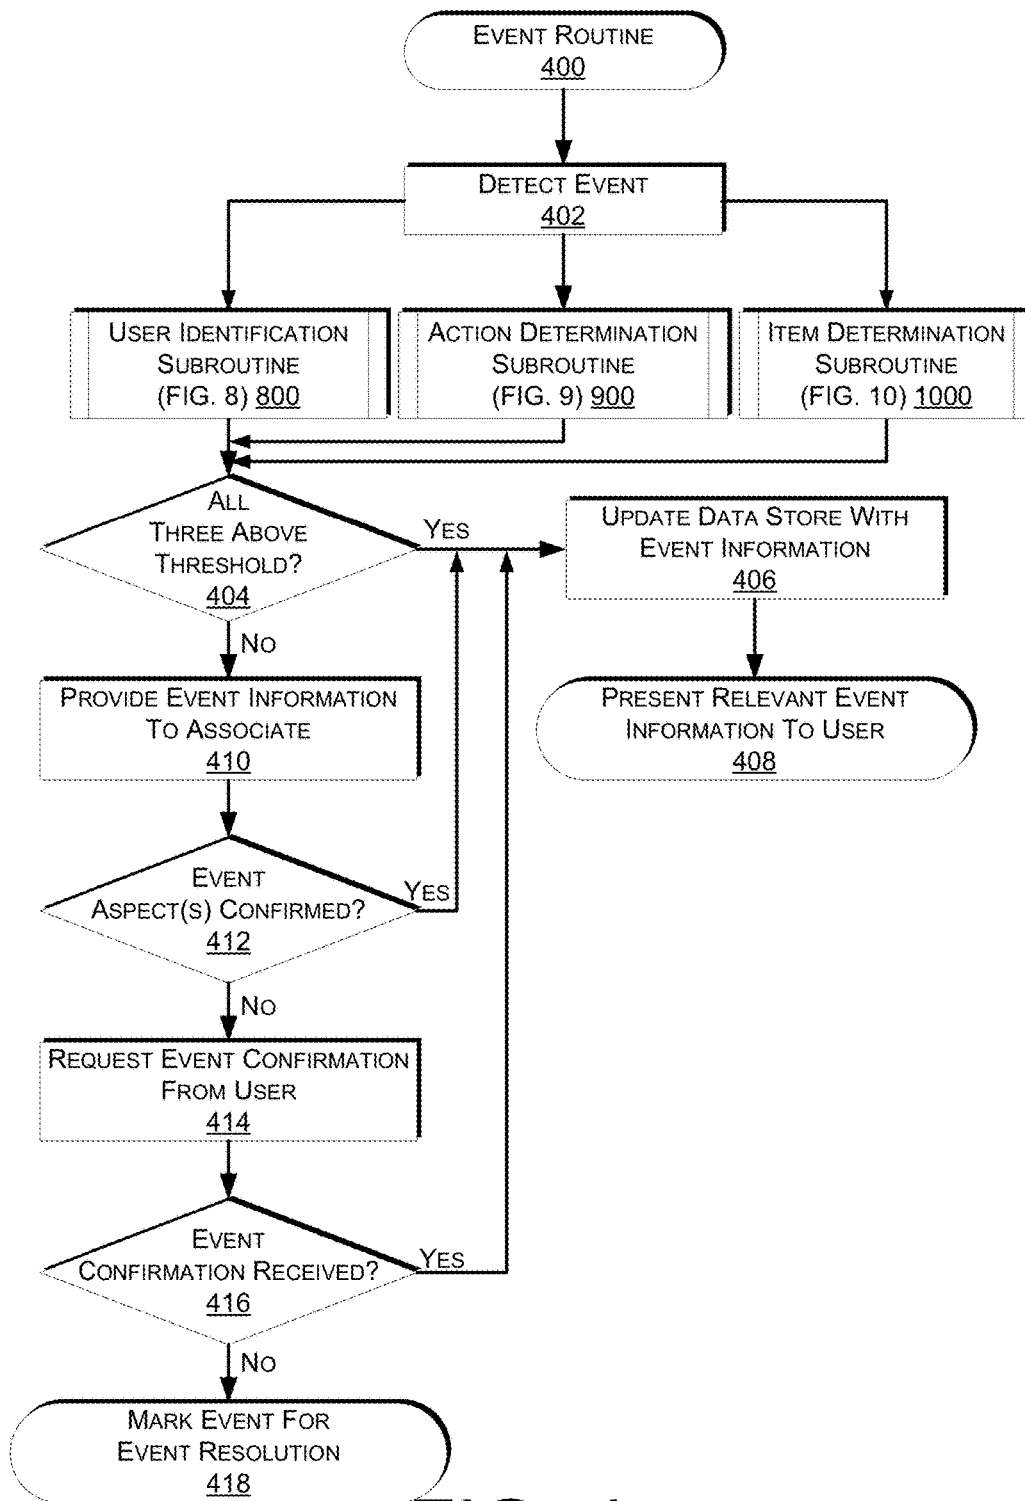 EVENT ROUTINE
400
DETECT EVENT
402
USER IDENTIFICATION
SUBROUTINE
(FIG. 8) 800
ACTION DETERMINATION
SUBROUTINE
(FIG. 9) 900
ITEM DETERMINATION
SUBROUTINE
(FIG. 10) 1000
ALL
THREE ABOVE
THRESHOLD?
404
YES
UPDATE DATA STORE WITH
EVENT INFORMATION
406
NO
PROVIDE EVENT INFORMATION
TO ASSOCIATE
410
PRESENT RELEVANT EVENT
INFORMATION TO USER
408
EVENT
ASPECT(S) CONFIRMED?
412
YES
NO
REQUEST EVENT CONFIRMATION
FROM USER
414
EVENT
CONFIRMATION RECEIVED?
416
YES
NO
MARK EVENT FOR
EVENT RESOLUTION
418